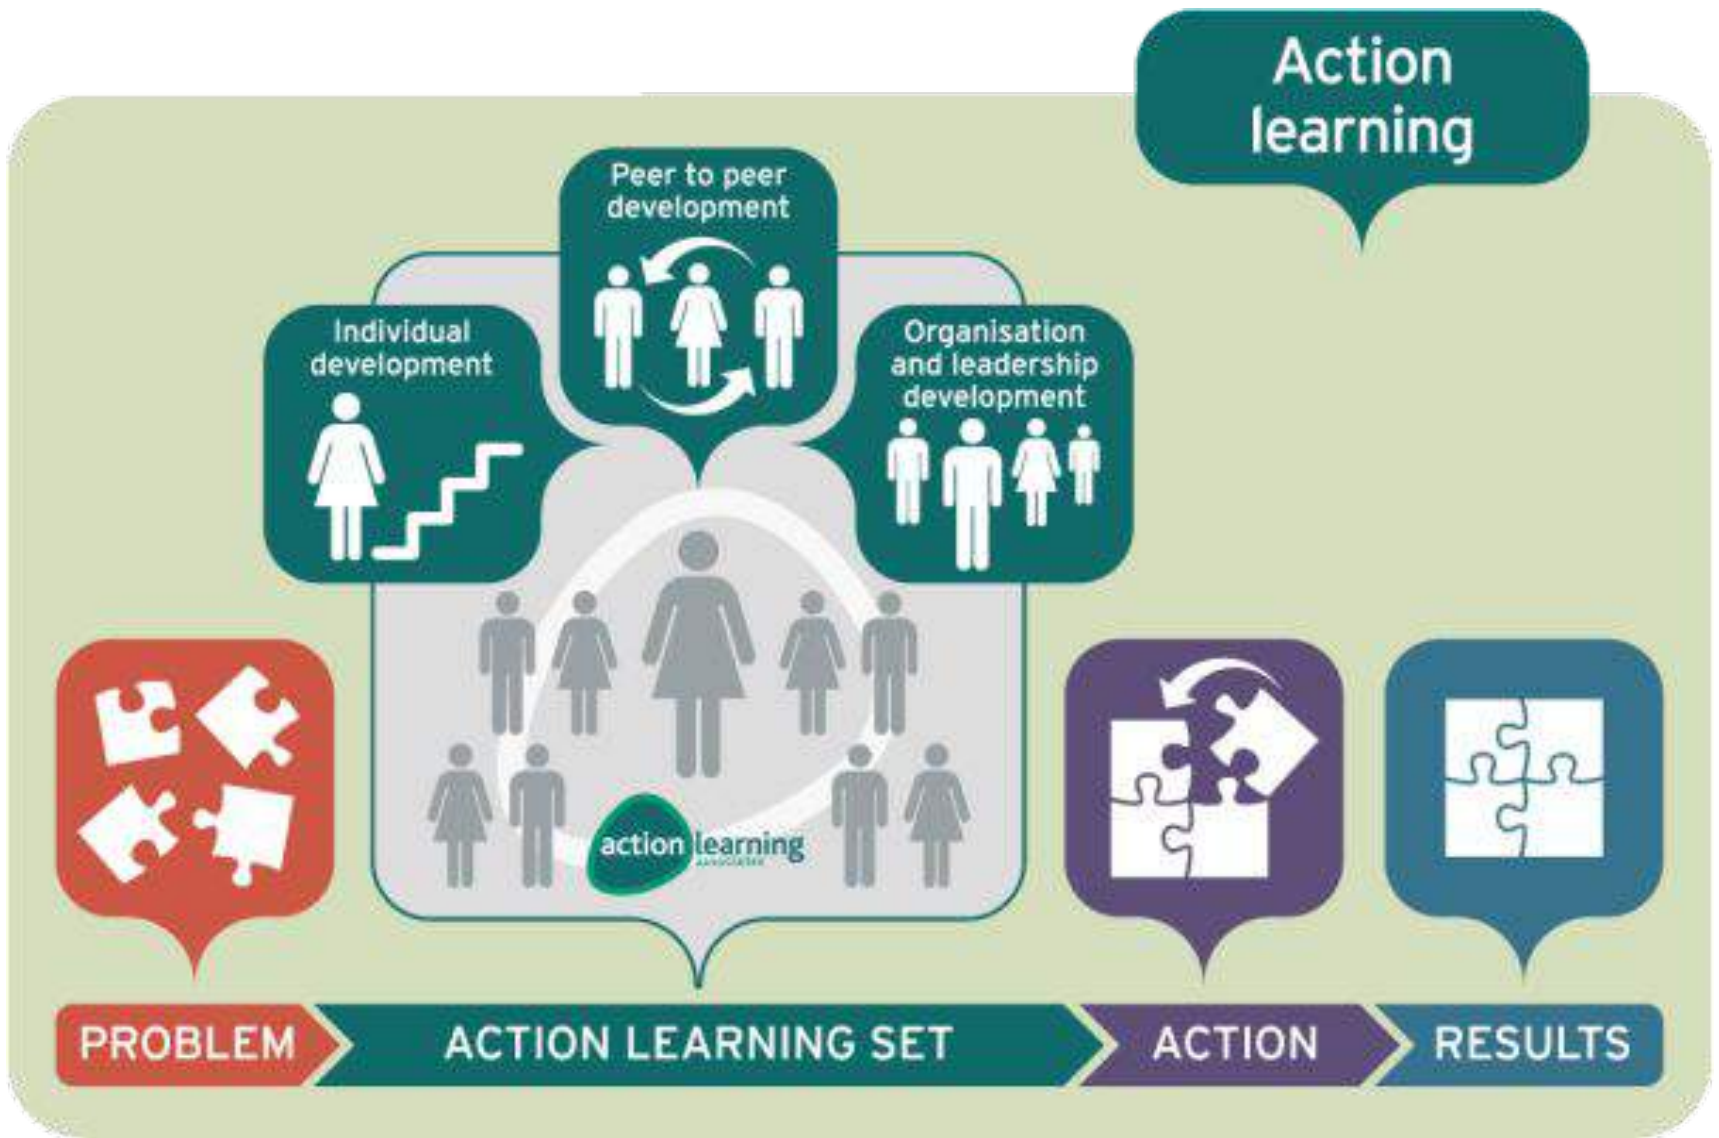 Action
learning
Peer to peer
development
Individual
development
Organisation
and leadership
development
action learning
ASSOCIATES
PROBLEM
ACTION LEARNING SET
ACTION
RESULTS